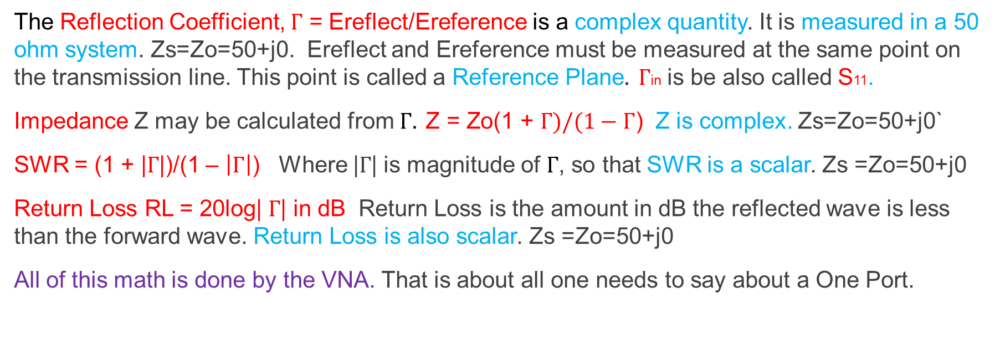 The Reflection Coefficient, Γ = Ereflect/Ereference is a complex quantity. It is measured in a 50
ohm system. Zs=Zo=50+j0.  Ereflect and Ereference must be measured at the same point on
the transmission line. This point is called a Reference Plane. Γin is be also called S11.
Impedance Z may be calculated from Γ. Z = Zo(1 + Γ)/(1 − Γ)  Z is complex. Zs=Zo=50+j0`
SWR = (1 + |Γ|)/(1 – |Γ|)   Where |Γ| is magnitude of Γ, so that SWR is a scalar. Zs =Zo=50+j0
Return Loss RL = 20log| Γ| in dB  Return Loss is the amount in dB the reflected wave is less
than the forward wave. Return Loss is also scalar. Zs =Zo=50+j0
All of this math is done by the VNA. That is about all one needs to say about a One Port.